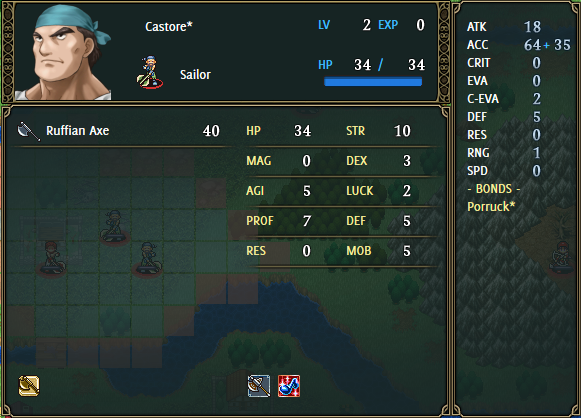 Castore*
LV 2 EXP 0
Sailor
HP 34 / 34
Ruffian Axe 40
HP 34 STR 10
MAG 0 DEX 3
AGI 5 LUCK 2
PROF 7 DEF 5
RES 0 MOB 5
ATK 18
ACC 64+ 35
CRIT 0
EVA 0
C-EVA 2
DEF 5
RES 0
RNG 1
SPD 0
- BONDS -
Porruck*